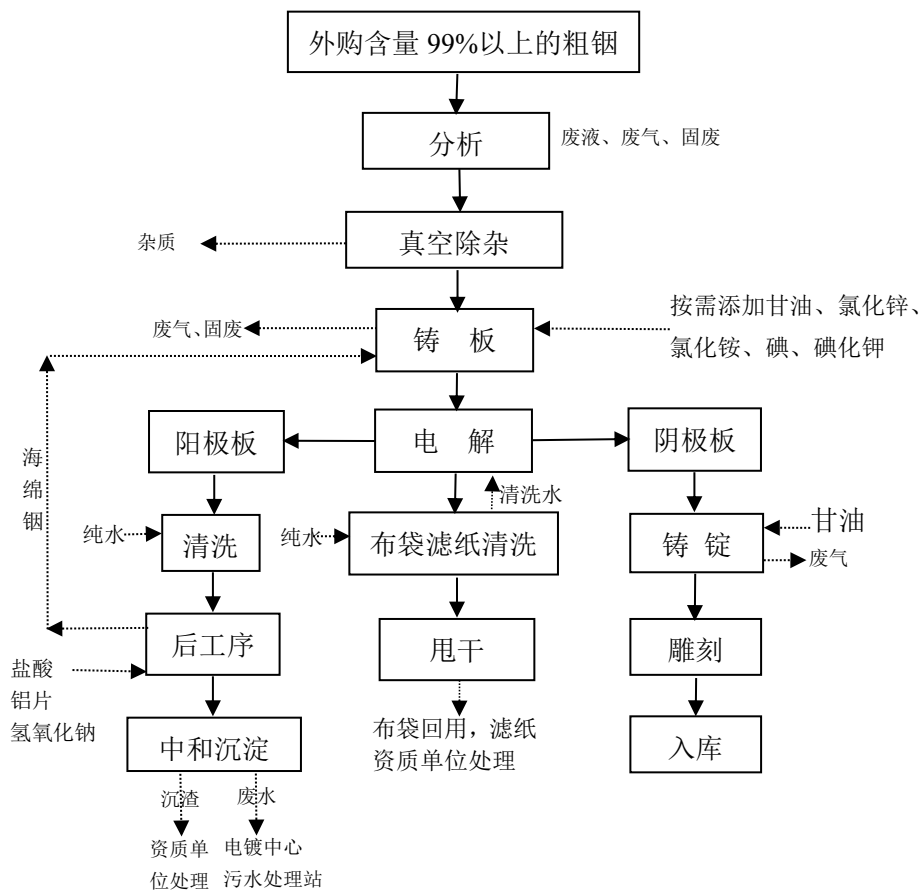 外购含量 99%以上的粗铟
分析
废液、废气、固废
杂质
真空除杂
废气、固废
铸 板
按需添加甘油、氯化锌、
氯化铵、碘、碘化钾
阳极板
电 解
阴极板
海
绵
铟
清洗水
纯水
清洗
纯水
布袋滤纸清洗
铸 锭
甘油
废气
后工序
甩干
雕刻
盐酸
铝片
氢氧化钠
中和沉淀
布袋回用，滤纸
资质单位处理
入库
沉渣
废水
资质单
位处理
电镀中心
污水处理站